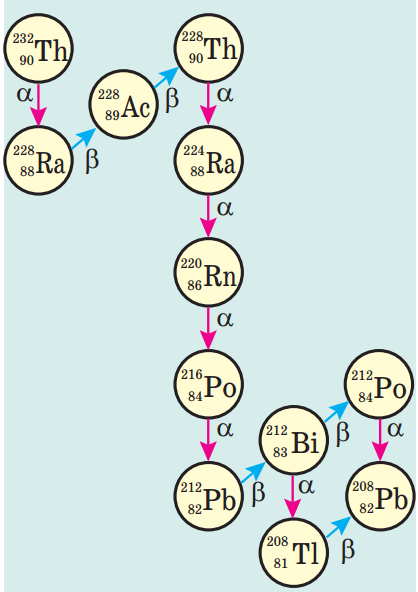 232 90 Th
228 90 Th
α
228 89 Ac
β
α
228 88 Ra
β
224 88 Ra
α
220 86 Rn
α
216 84 Po
α
212 84 Po
212 83 Bi
β
α
212 82 Pb
β
α
208 82 Pb
208 81 Tl
β